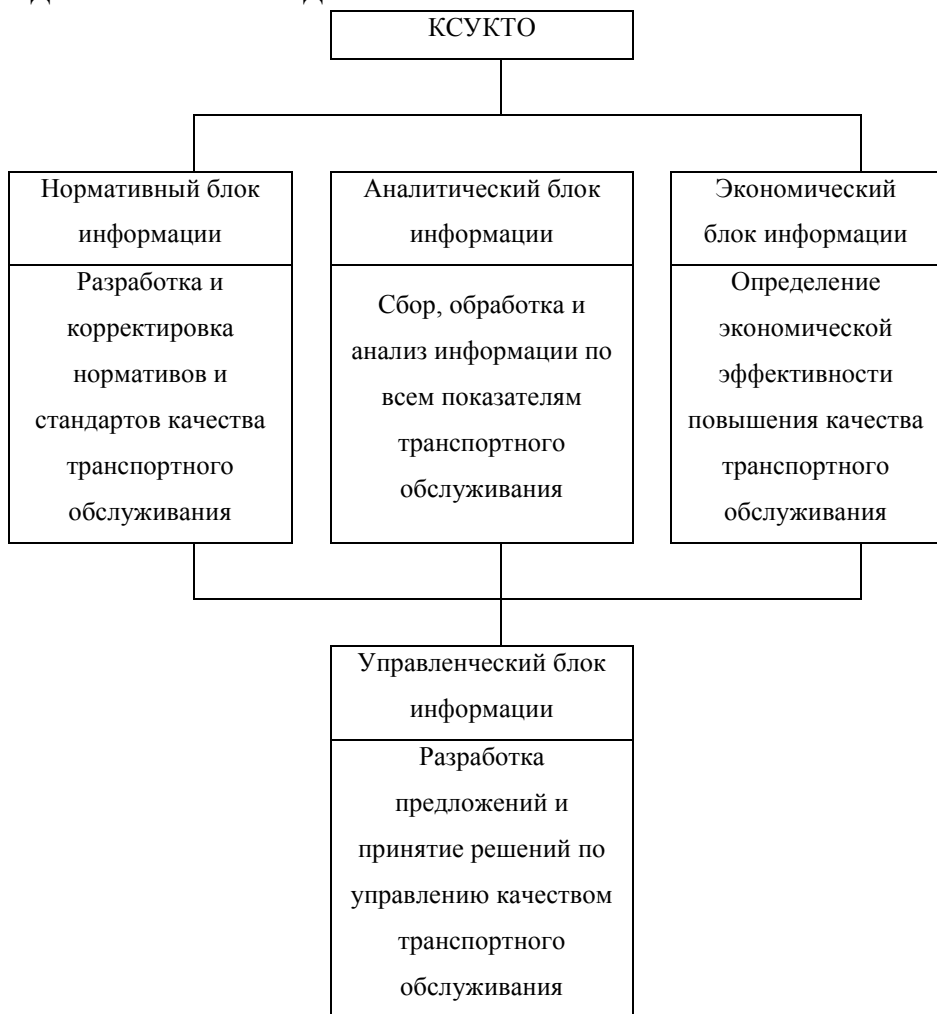 КСУКТО
Нормативный блок
информации
Разработка и
корректировка
нормативов и
стандартов качества
транспортного
обслуживания
Аналитический блок
информации
Сбор, обработка и
анализ информации по
всем показателям
транспортного
обслуживания
Экономический
блок информации
Определение
экономической
эффективности
повышения качества
транспортного
обслуживания
Управленческий блок
информации
Разработка
предложений и
принятие решений по
управлению качеством
транспортного
обслуживания